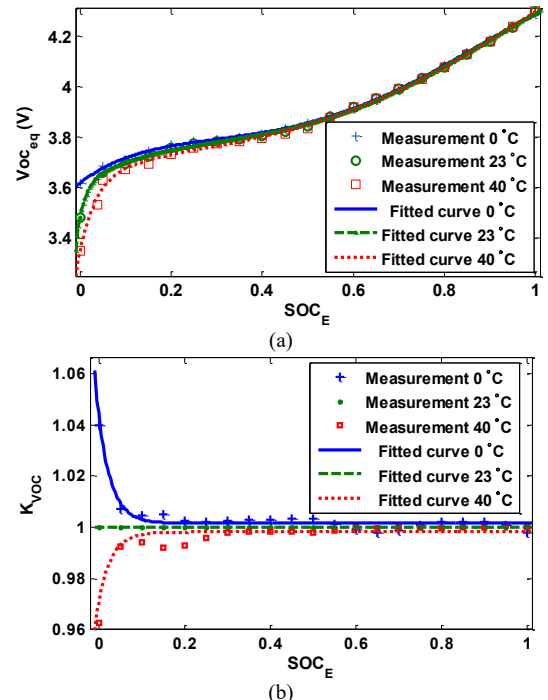 4.2
4
3.8
3.6
3.4
Voc_eq (V)
Measurement 0 °C
Measurement 23 °C
Measurement 40 °C
Fitted curve 0 °C
Fitted curve 23 °C
Fitted curve 40 °C
0 0.2 0.4 0.6 0.8 1
SOC_E
(a)
1.06
1.04
1.02
1
0.98
0.96
K_VOC
Measurement 0 °C
Measurement 23 °C
Measurement 40 °C
Fitted curve 0 °C
Fitted curve 23 °C
Fitted curve 40 °C
0 0.2 0.4 0.6 0.8 1
SOC_E
(b)